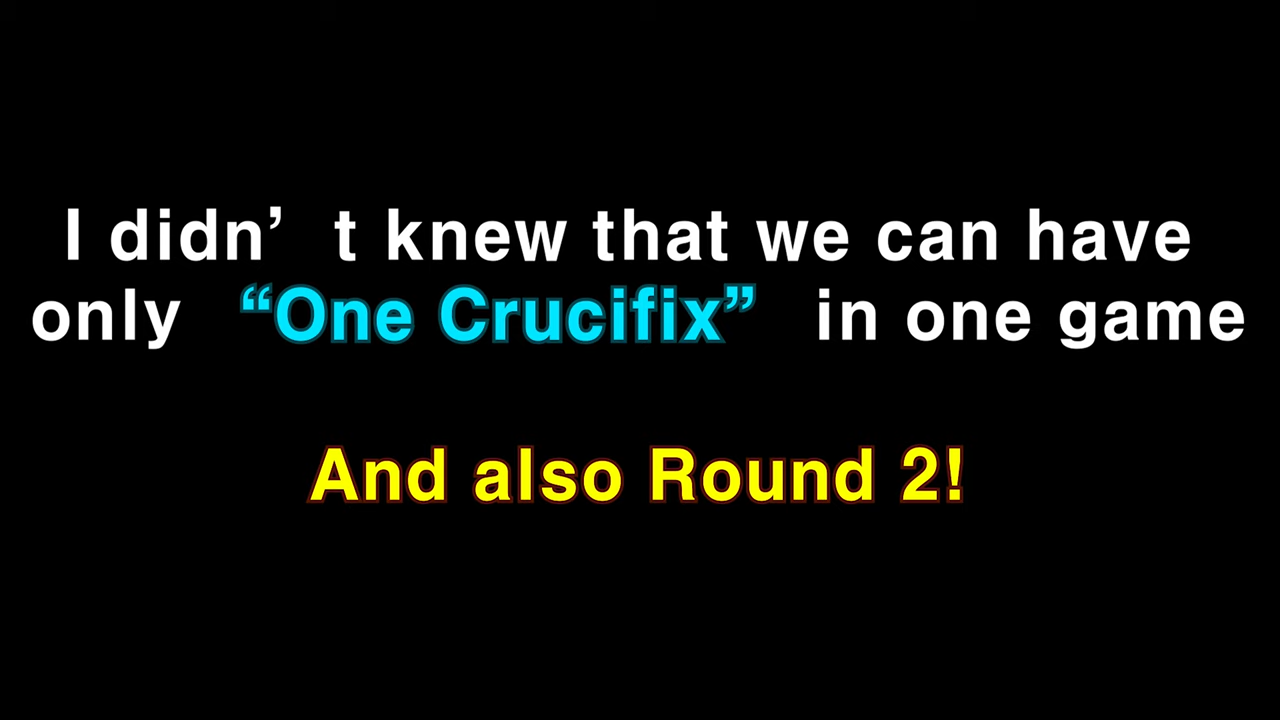 I didn’t knew that we can have
only “One Crucifix” in one game
And also Round 2!